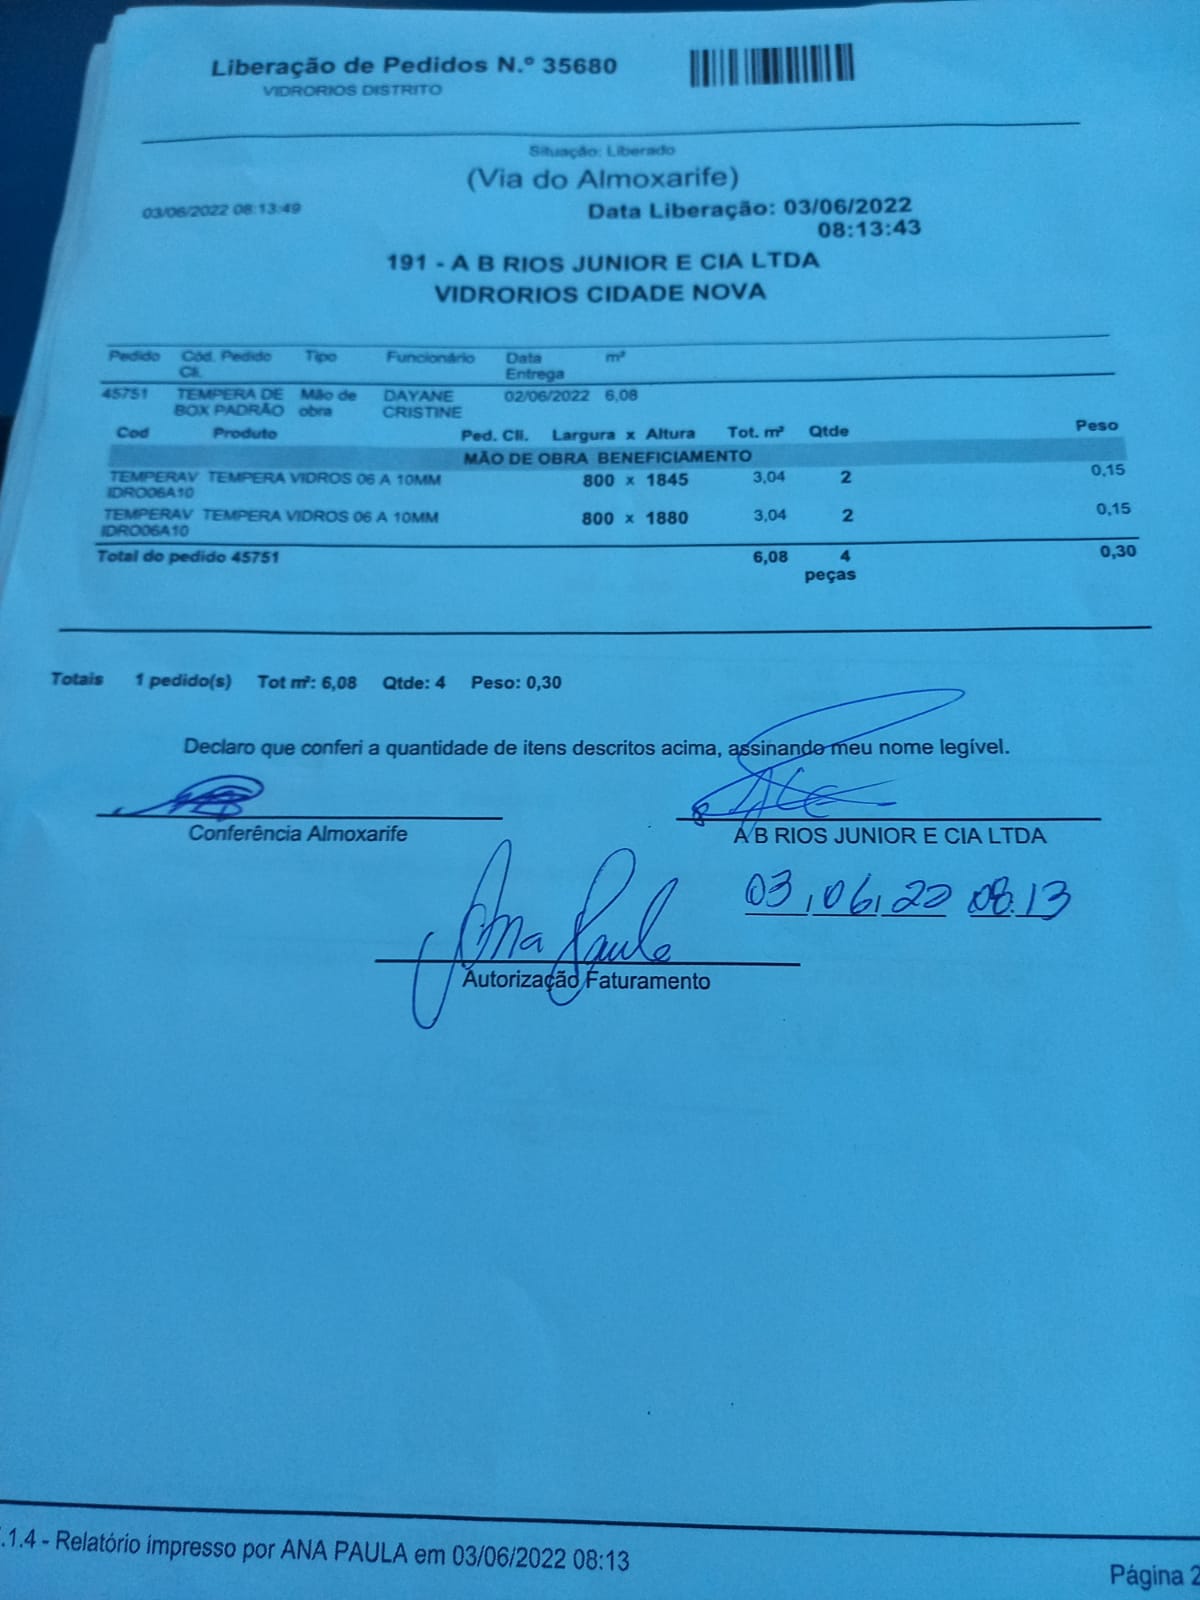 Liberação de Pedidos N.º 35680
VIDRORIOS DISTRITO
Situação: Liberado
(Via do Almoxarife)
03/06/2022 08:13:49 Data Liberação: 03/06/2022
08:13:43
191 - A B RIOS JUNIOR E CIA LTDA
VIDRORIOS CIDADE NOVA
Pedido Cód. Pedido Tipo Funcionário Data m²
Cli. Entrega
45751 TEMPERA DE Mão de DAYANE 02/06/2022 6,08
BOX PADRÃO obra CRISTINE
Cod Produto Ped. Cli. Largura x Altura Tot. m² Qtde Peso
MÃO DE OBRA BENEFICIAMENTO
TEMPERAV TEMPERA VIDROS 06 A 10MM 800 x 1845 3,04 2 0,15
IDRO06A10
TEMPERAV TEMPERA VIDROS 06 A 10MM 800 x 1880 3,04 2 0,15
IDRO06A10
Total do pedido 45751 6,08 4 0,30
peças
Totais 1 pedido(s) Tot m²: 6,08 Qtde: 4 Peso: 0,30
Declaro que conferi a quantidade de itens descritos acima, assinando meu nome legível.
Conferência Almoxarife A B RIOS JUNIOR E CIA LTDA
03,06,22 08:13
Ana Paula
Autorização Faturamento
.1.4 - Relatório impresso por ANA PAULA em 03/06/2022 08:13
Página 2